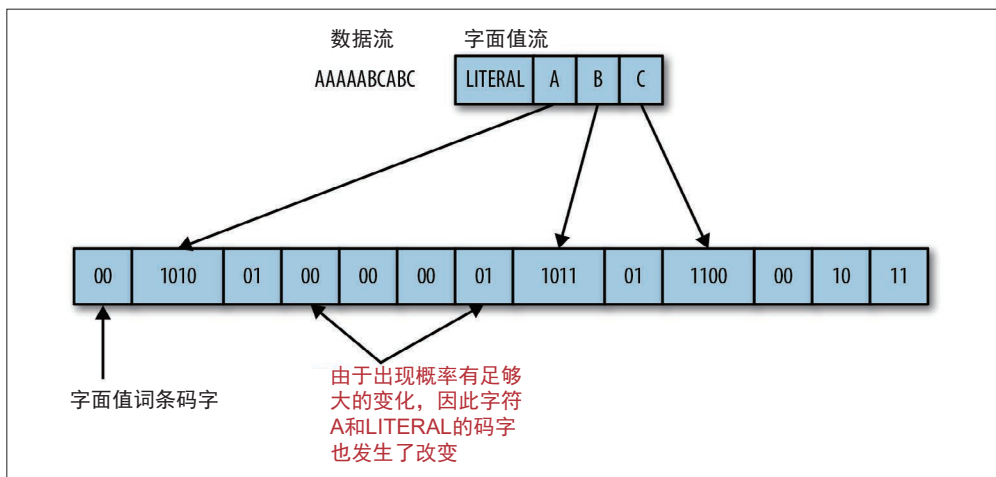 数据流 字面值流
AAAAABCABC LITERAL A B C
00 1010 01 00 00 00 01 1011 01 1100 00 10 11
字面值词条码字
由于出现概率有足够
大的变化，因此字符
A和LITERAL的码字
也发生了改变